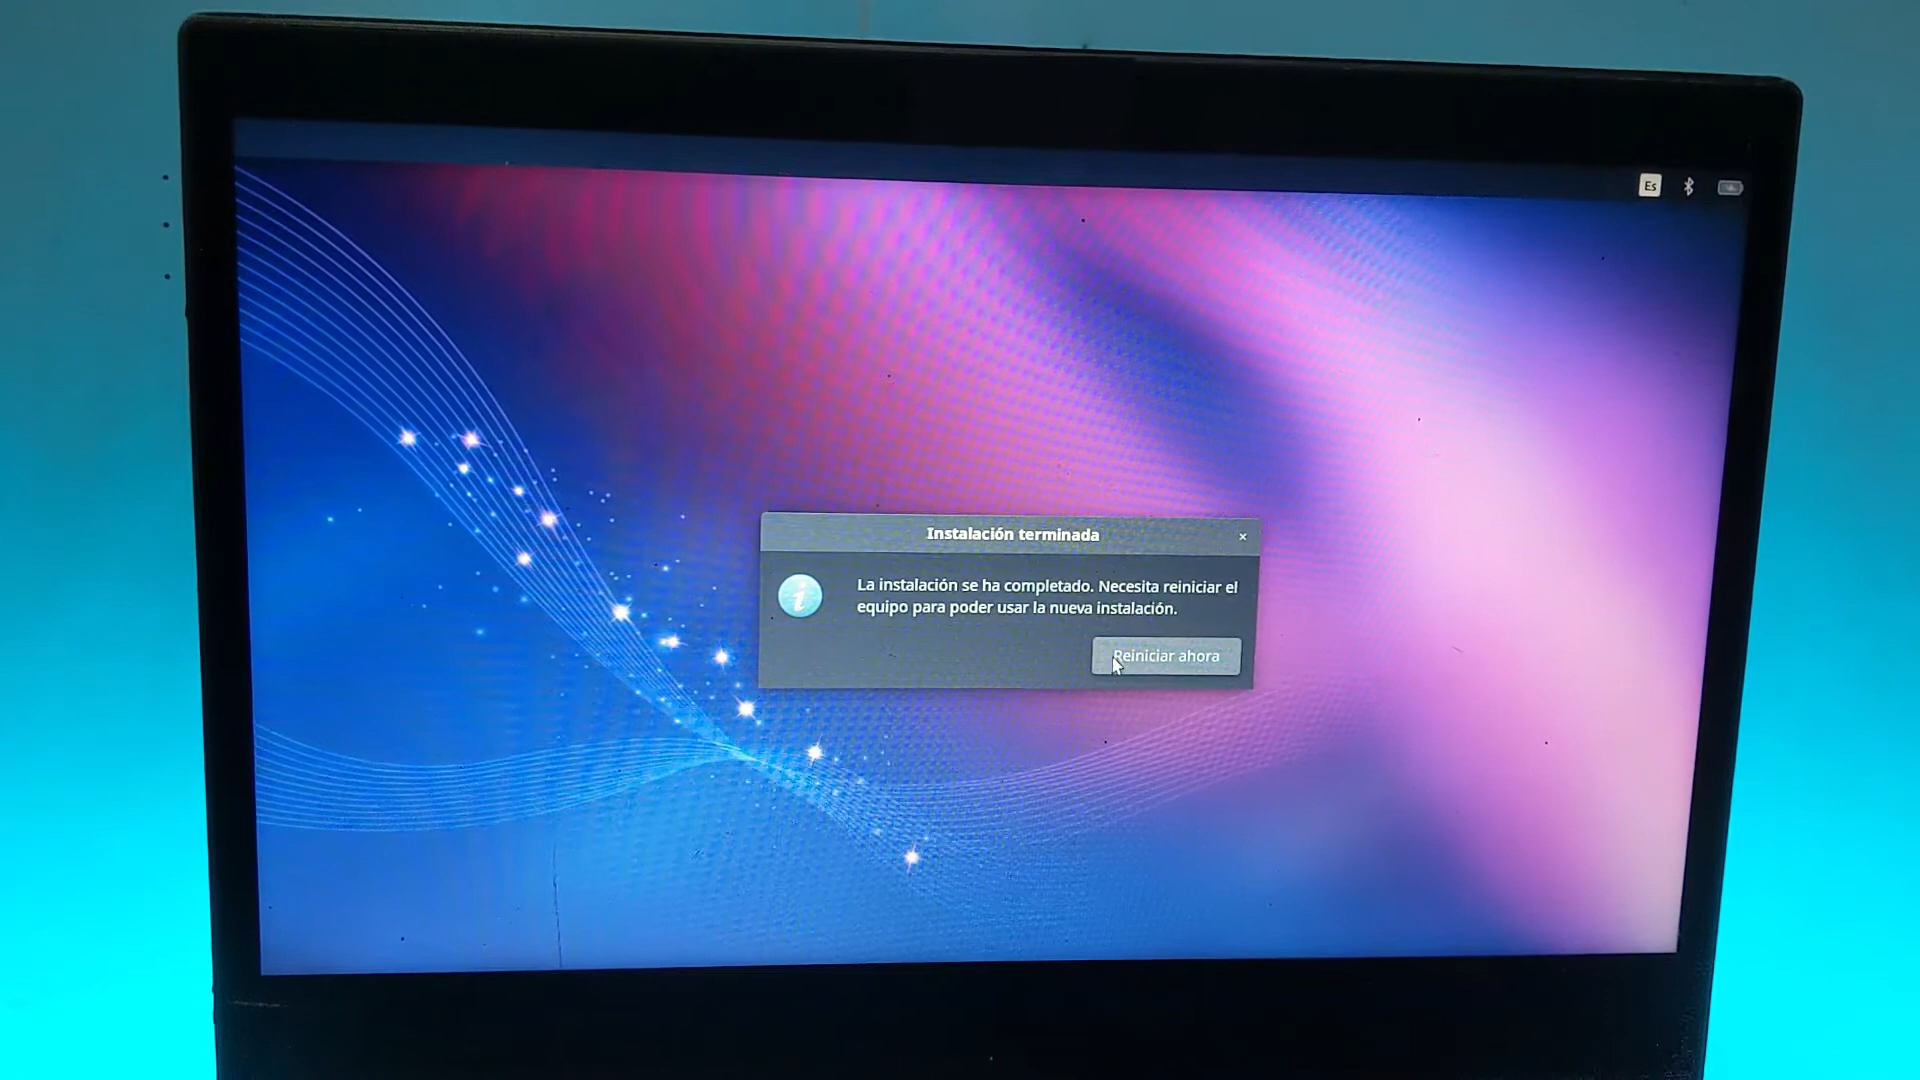 Es
Instalación terminada
La instalación se ha completado. Necesita reiniciar el
equipo para poder usar la nueva instalación.
Reiniciar ahora